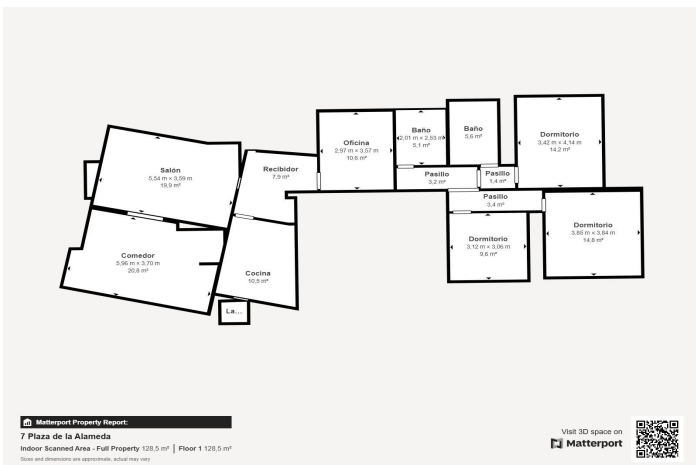 Salón
5,54 m × 3,59 m
19,9 m²
Recibidor
7,9 m²
Oficina
2,97 m × 3,57 m
10,6 m²
Baño
2,01 m × 2,53 m
5,1 m²
Baño
5,6 m²
Dormitorio
3,42 m × 4,14 m
14,2 m²
Pasillo
3,2 m²
Pasillo
1,4 m²
Pasillo
3,4 m²
Comedor
5,96 m × 3,70 m
20,8 m²
Cocina
10,5 m²
La...
Dormitorio
3,12 m × 3,06 m
9,6 m²
Dormitorio
3,85 m × 3,84 m
14,8 m²
Matterport Property Report:
7 Plaza de la Alameda
Indoor Scanned Area - Full Property 128,5 m² | Floor 1 128,5 m²
Sizes and dimensions are approximate, actual may vary
Visit 3D space on
Matterport